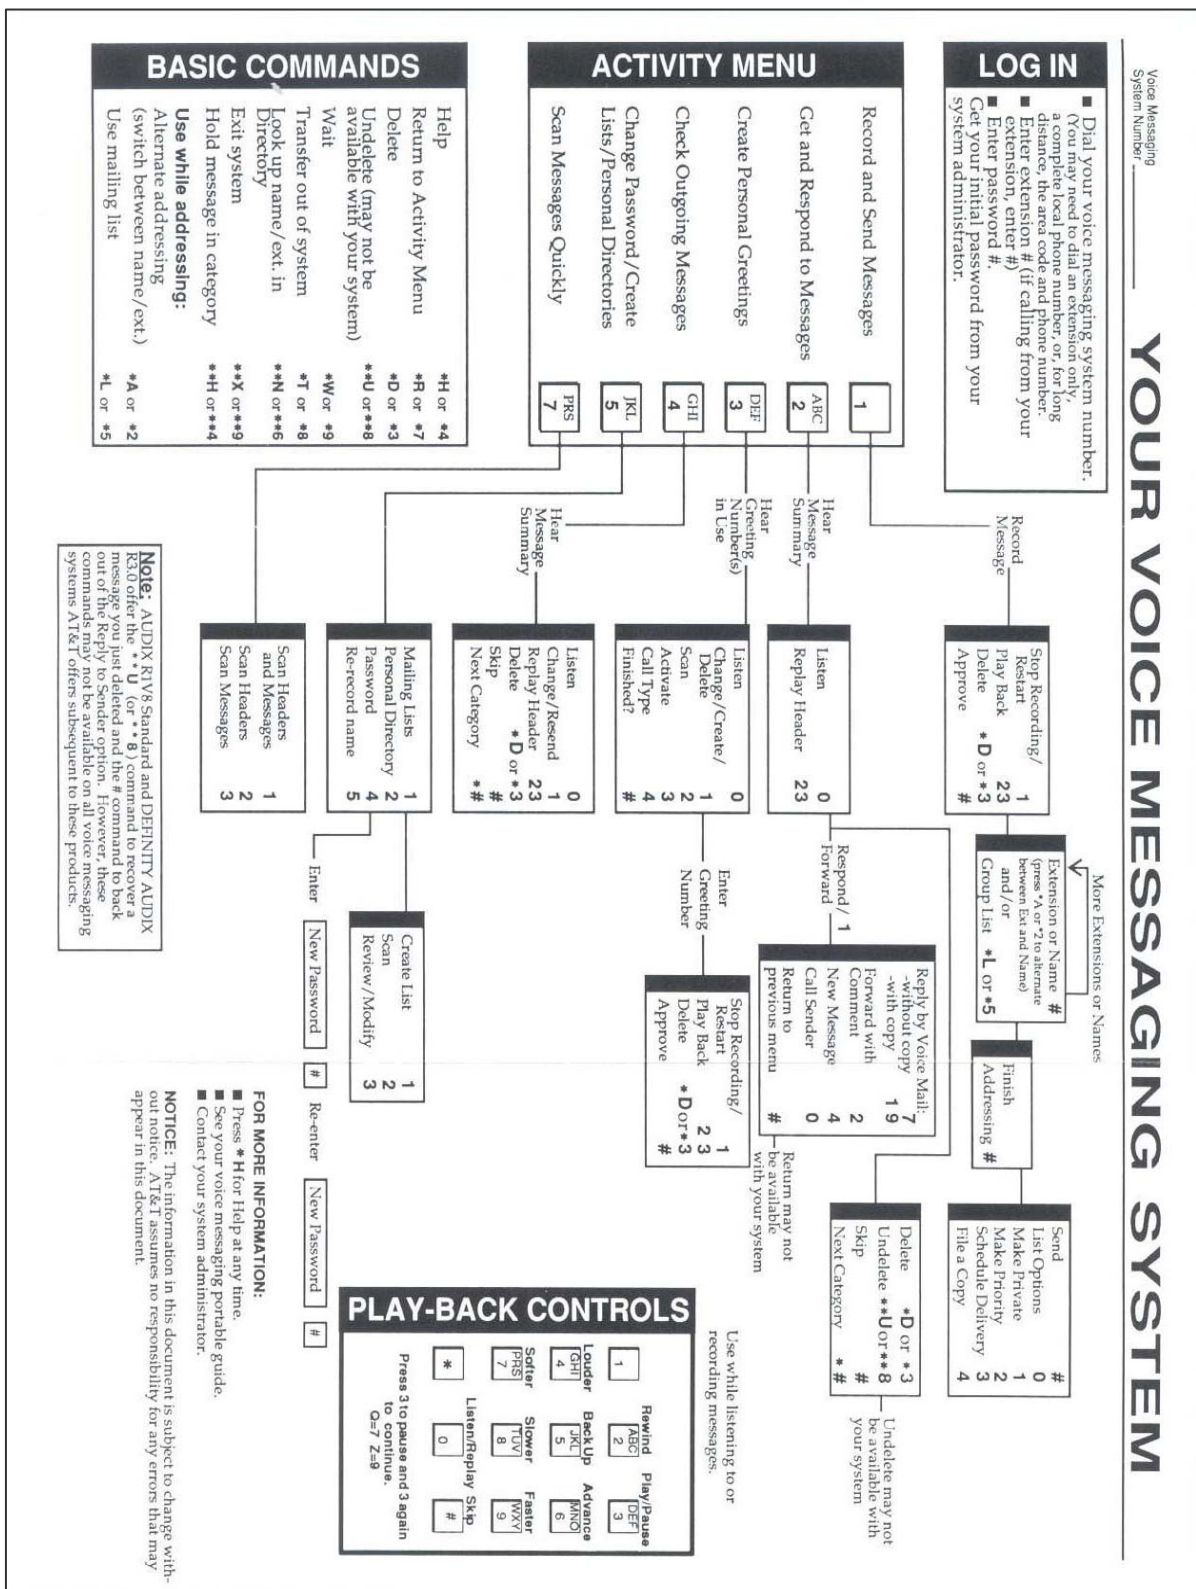 Voice Messaging
System Number
YOUR VOICE MESSAGING SYSTEM
LOG IN
■ Dial your voice messaging system number.
(You may need to dial an extension only,
a complete local phone number, or, for long
distance, the area code and phone number.
■ Enter extension # (if calling from your
extension, enter #)
■ Enter password #.
Get your initial password from your
system administrator.
ACTIVITY MENU
Record and Send Messages 1
Get and Respond to Messages ABC 2
Create Personal Greetings DEF 3
Check Outgoing Messages GHI 4
Change Password/Create
Lists/Personal Directories JKL 5
Scan Messages Quickly PRS 7
BASIC COMMANDS
Help *H or *4
Return to Activity Menu *R or *7
Delete *D or *3
Undelete (may not be
available with your system) **U or **8
Wait *W or *9
Transfer out of system *T or *8
Look up name/ext. in
Directory **N or **6
Exit system **X or **9
Hold message in category **H or **4
Use while addressing:
Alternate addressing
(switch between name/ext.) *A or *2
Use mailing list *L or *5
Record
Message
Stop Recording/
Restart 1
Play Back 23
Delete *D or *3
Approve #
More Extensions or Names
Extension or Name #
(press *A or *2 to alternate
between Ext and Name)
and/or
Group List *L or *5
Finish
Addressing #
Send #
List Options 0
Make Private 1
Make Priority 2
Schedule Delivery 3
File a Copy 4
Hear
Message
Summary
Listen 0
Replay Header 23
Respond/
Forward 1
Reply by Voice Mail:
-without copy 7
-with copy 1 9
Forward with
Comment 2
New Message 4
Call Sender 0
Return to
previous menu #
Return may not
be available
with your system
Delete *D or *3
Undelete **U or **8
Skip #
Next Category *#
Undelete may not
be available with
your system
Hear
Greeting
Number(s)
in Use
Listen 0
Change/Create/
Delete 1
Scan 2
Activate 3
Call Type 4
Finished? #
Enter
Greeting
Number
Stop Recording/
Restart 1
Play Back 2 3
Delete *D or *3
Approve #
Hear
Message
Summary
Listen 0
Change/Resend 1
Replay Header 23
Delete *D or *3
Skip #
Next Category *#
Mailing Lists 1
Personal Directory 2
Password 4
Re-record name 5
Create List 1
Scan 2
Review/Modify 3
Enter New Password # Re-enter New Password #
Scan Headers
and Messages 1
Scan Headers 2
Scan Messages 3
Use while listening to or
recording messages.
PLAY-BACK CONTROLS
Rewind Play/Pause
1 ABC 2 DEF 3
Louder Back Up Advance
GHI 4 JKL 5 MNO 6
Softer Slower Faster
PRS 7 TUV 8 WXY 9
Listen/Replay Skip
* 0 #
Press 3 to pause and 3 again
to continue.
Q=7 Z=9
Note: AUDIX R1V8 Standard and DEFINITY AUDIX
R3.0 offer the **U (or **8) command to recover a
message you just deleted and the # command to back
out of the Reply to Sender option. However, these
commands may not be available on all voice messaging
systems AT&T offers subsequent to these products.
FOR MORE INFORMATION:
■ Press *H for Help at any time.
■ See your voice messaging portable guide.
■ Contact your system administrator.
NOTICE: The information in this document is subject to change with-
out notice. AT&T assumes no responsibility for any errors that may
appear in this document.